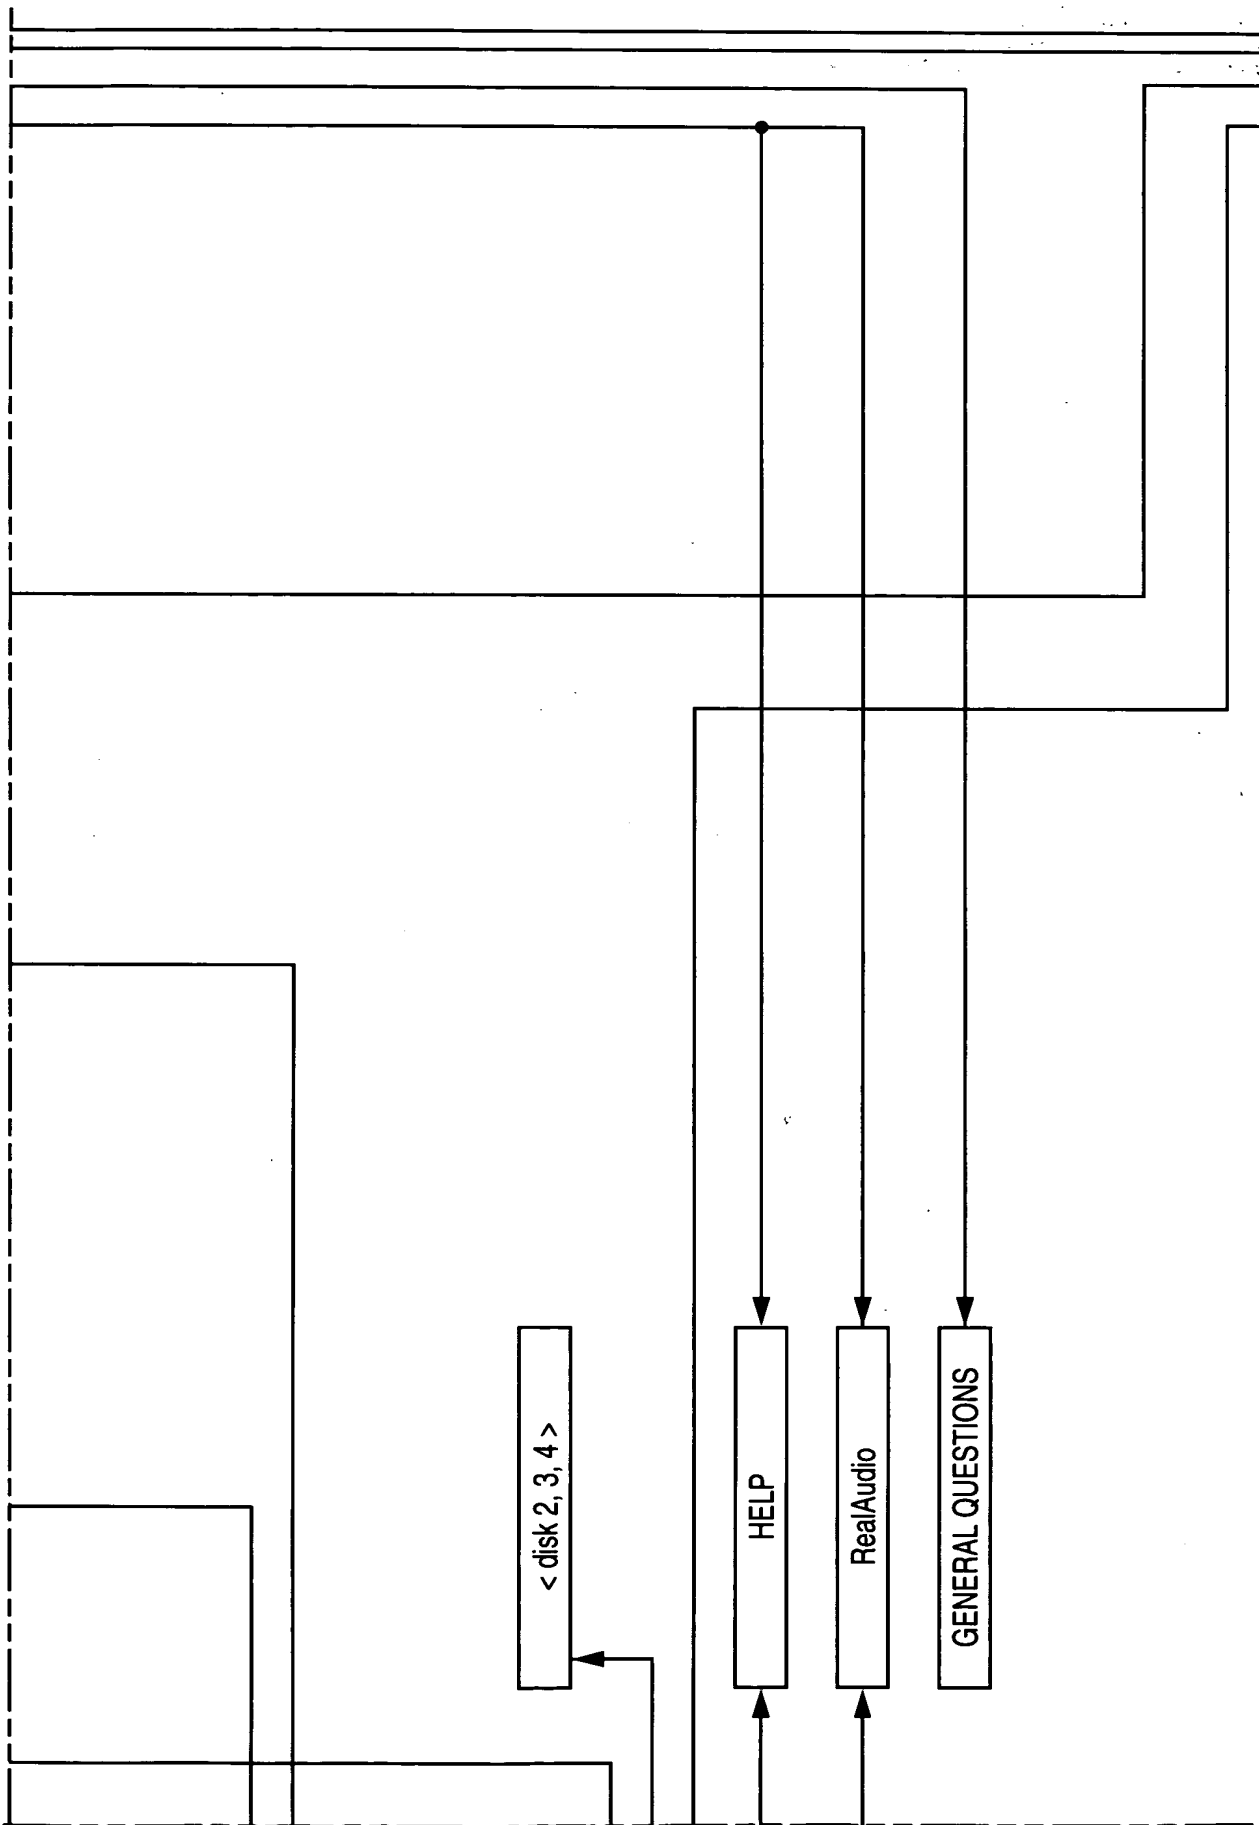 < disk 2, 3, 4 >
HELP
RealAudio
GENERAL QUESTIONS